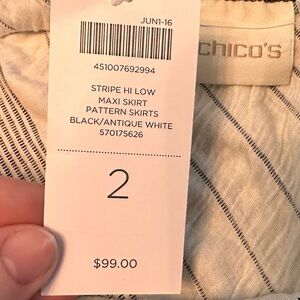 JUN1-16
chico's
451007692994
STRIPE HI LOW
MAXI SKIRT
PATTERN SKIRTS
BLACK/ANTIQUE WHITE
570175626
2
$99.00